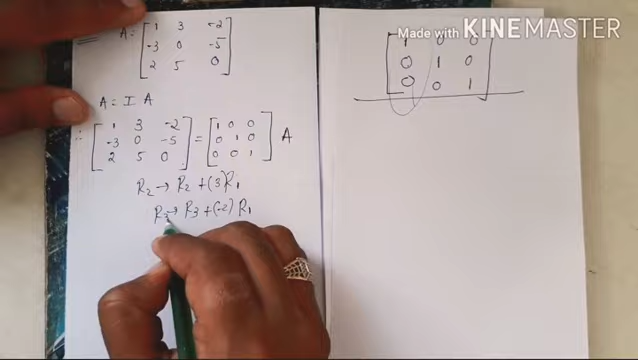 A = [ 1 3 -2
-3 0 -5
2 5 0 ]
A = I A
∴ [ 1 3 -2
-3 0 -5
2 5 0 ] = [ 1 0 0
0 1 0
0 0 1 ] A
R2 → R2 + (3) R1
R3 → R3 + (-2) R1
Made with KINEMASTER
[ 1 0 0
0 1 0
0 0 1 ]